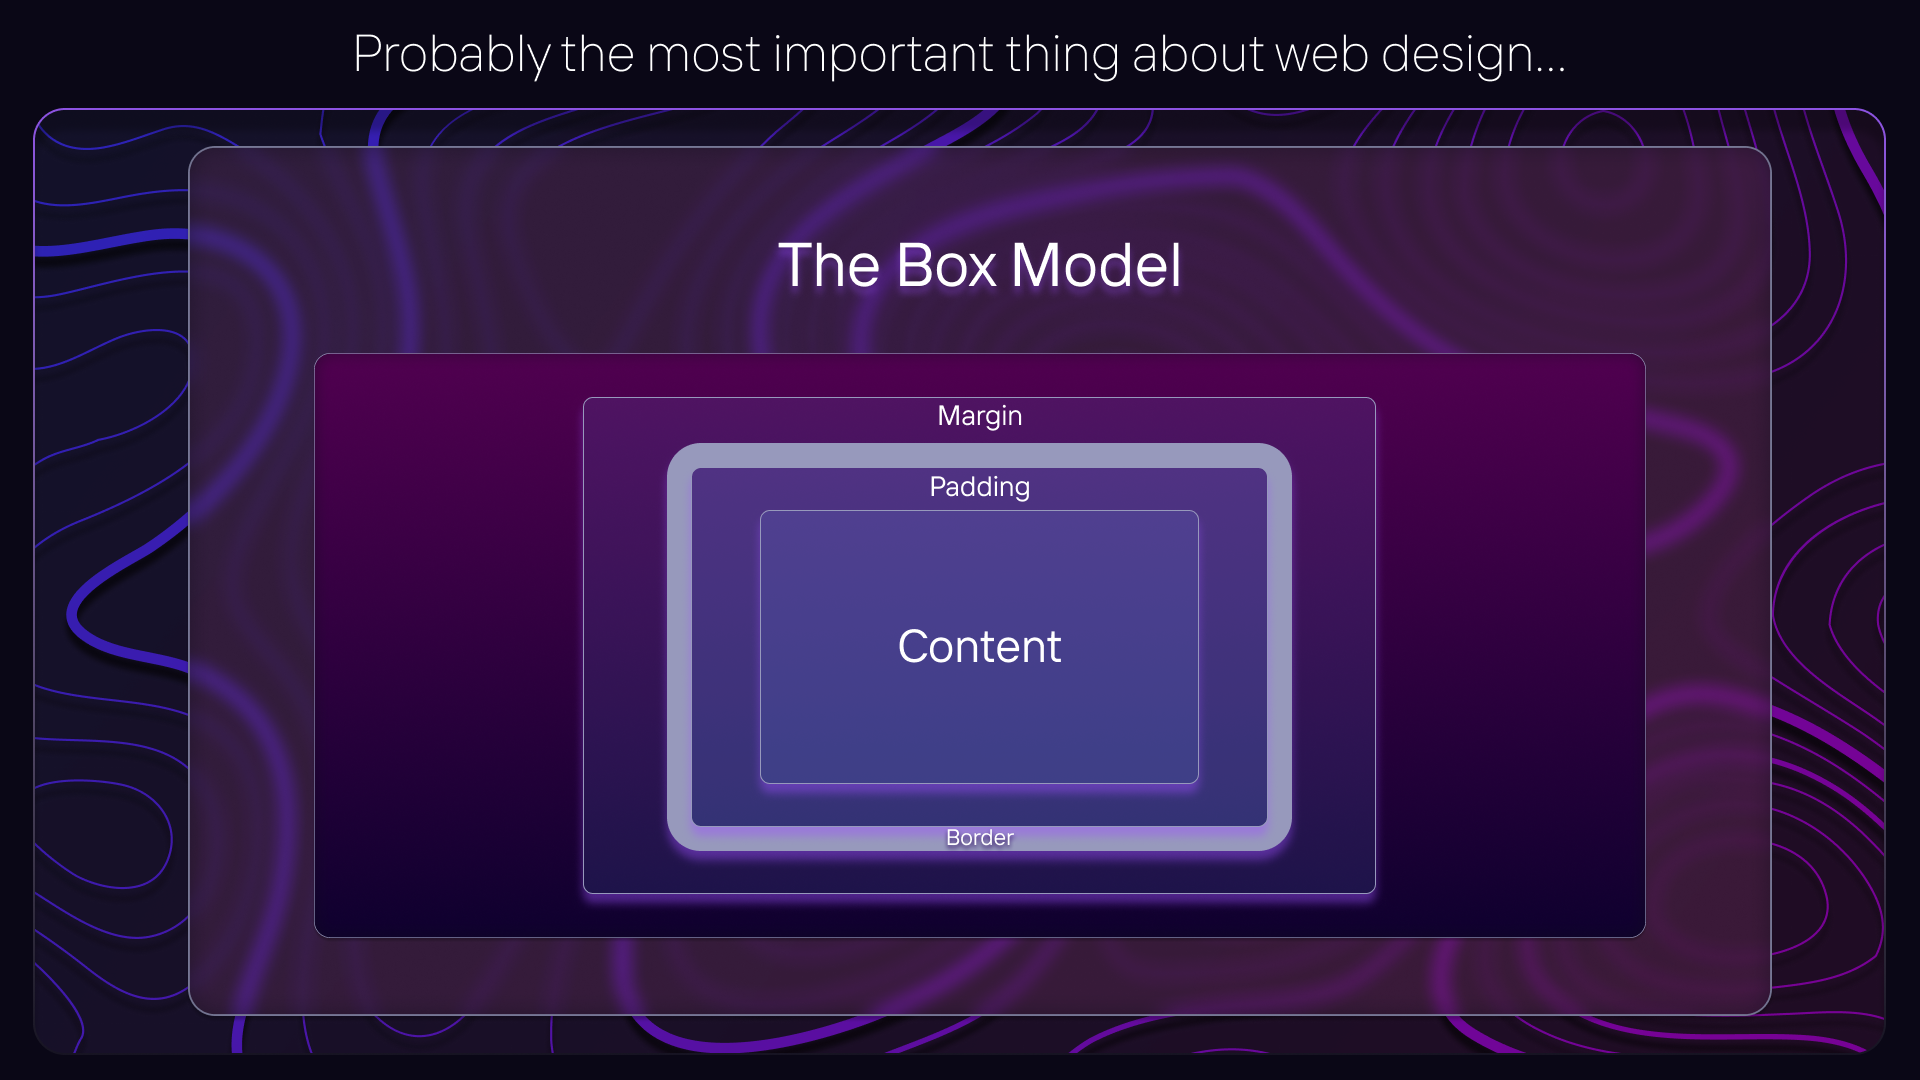 Probably the most important thing about web design...
The Box Model
Margin
Padding
Content
Border